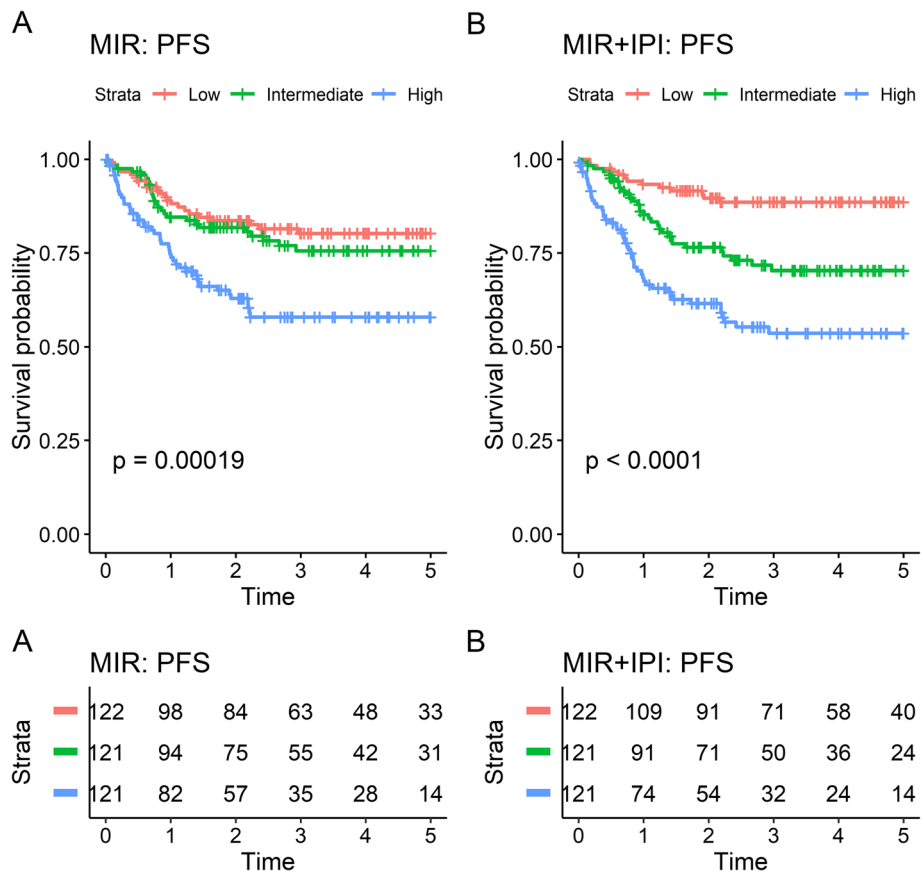 A
MIR: PFS
Strata Low Intermediate High
1.00
0.75
0.50
0.25
0.00
Survival probability
p = 0.00019
0 1 2 3 4 5
Time
B
MIR+IPI: PFS
Strata Low Intermediate High
1.00
0.75
0.50
0.25
0.00
Survival probability
p < 0.0001
0 1 2 3 4 5
Time
A
MIR: PFS
Strata
122 98 84 63 48 33
121 94 75 55 42 31
121 82 57 35 28 14
0 1 2 3 4 5
Time
B
MIR+IPI: PFS
Strata
122 109 91 71 58 40
121 91 71 50 36 24
121 74 54 32 24 14
0 1 2 3 4 5
Time